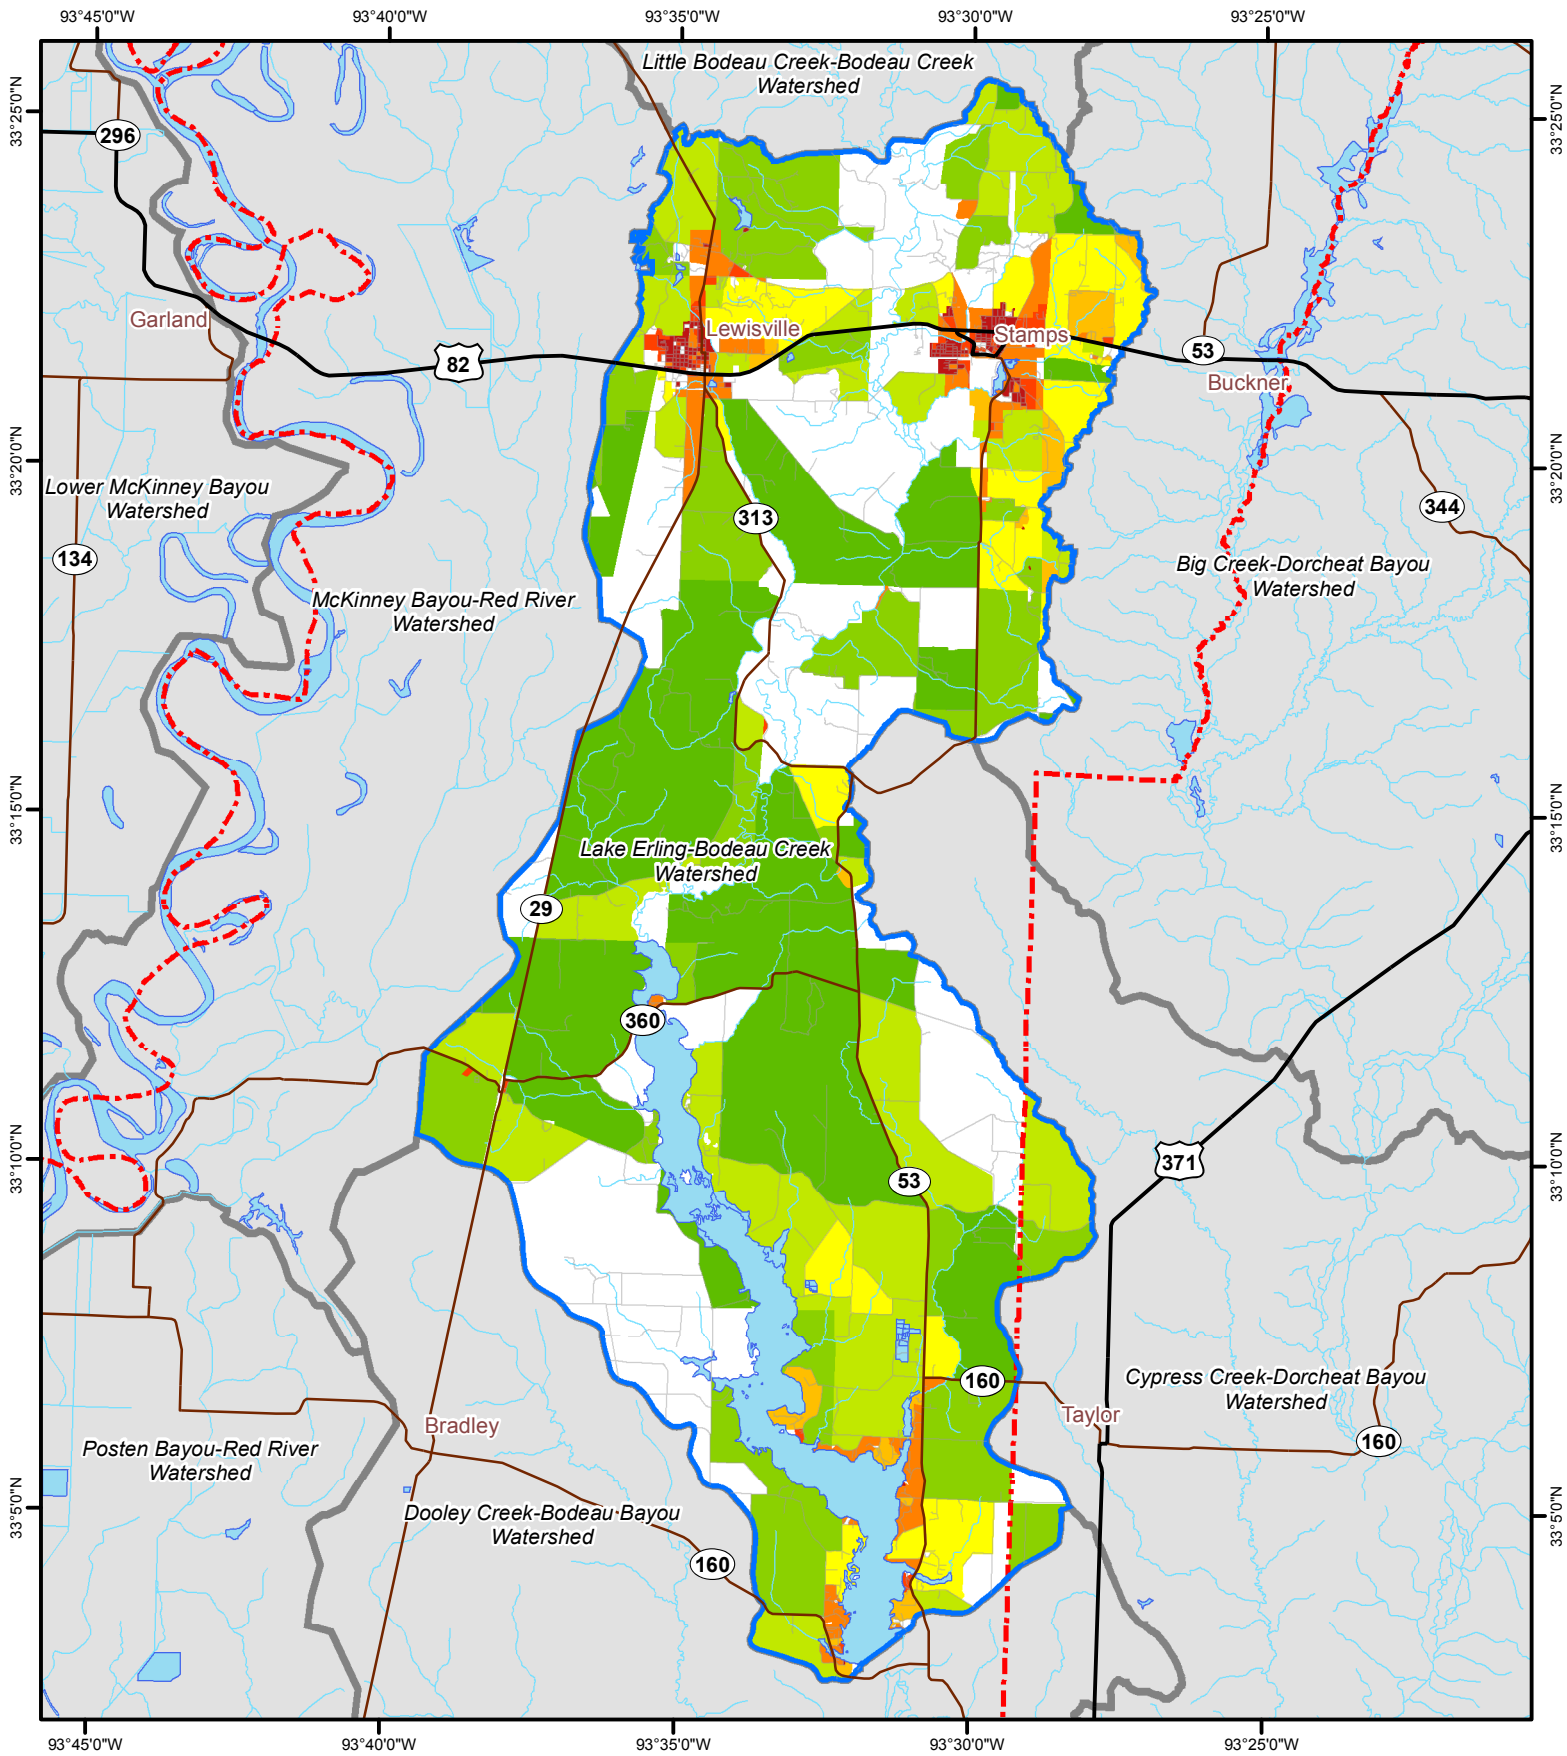 93°45'0"W
93°40'0"W
93°35'0"W
93°30'0"W
93°25'0"W
Little Bodeau Creek-Bodeau Creek
Watershed
33°25'0"N
33°25'0"N
296
Garland
Lewisville
Stamps
82
53
Buckner
33°20'0"N
33°20'0"N
Lower McKinney Bayou
Watershed
313
344
134
Big Creek-Dorcheat Bayou
Watershed
McKinney Bayou-Red River
Watershed
33°15'0"N
33°15'0"N
Lake Erling-Bodeau Creek
Watershed
29
360
33°10'0"N
33°10'0"N
371
53
160
Cypress Creek-Dorcheat Bayou
Watershed
Taylor
Bradley
160
Posten Bayou-Red River
Watershed
33°5'0"N
33°5'0"N
Dooley Creek-Bodeau Bayou
Watershed
160
93°45'0"W
93°40'0"W
93°35'0"W
93°30'0"W
93°25'0"W